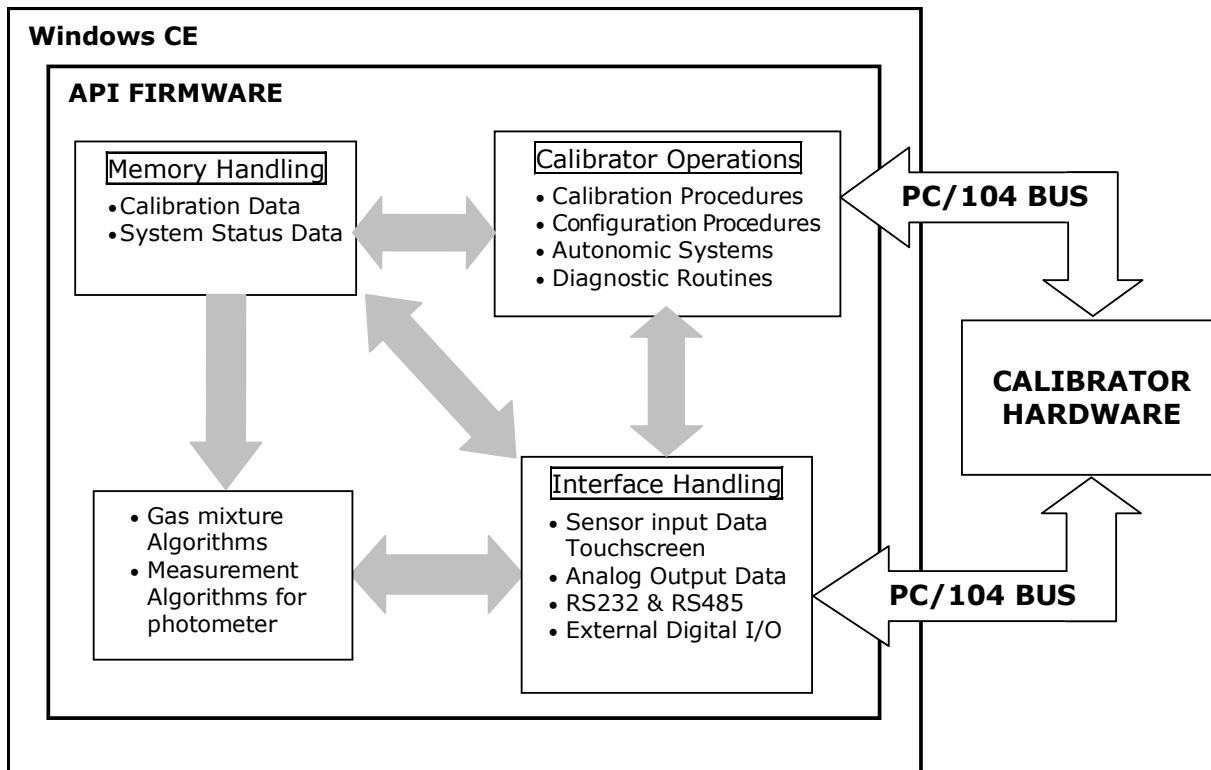 Windows CE
API FIRMWARE
Memory Handling
• Calibration Data
• System Status Data
Calibrator Operations
• Calibration Procedures
• Configuration Procedures
• Autonomic Systems
• Diagnostic Routines
PC/104 BUS
CALIBRATOR
HARDWARE
• Gas mixture
Algorithms
• Measurement
Algorithms for
photometer
Interface Handling
• Sensor input Data
Touchscreen
• Analog Output Data
• RS232 & RS485
• External Digital I/O
PC/104 BUS